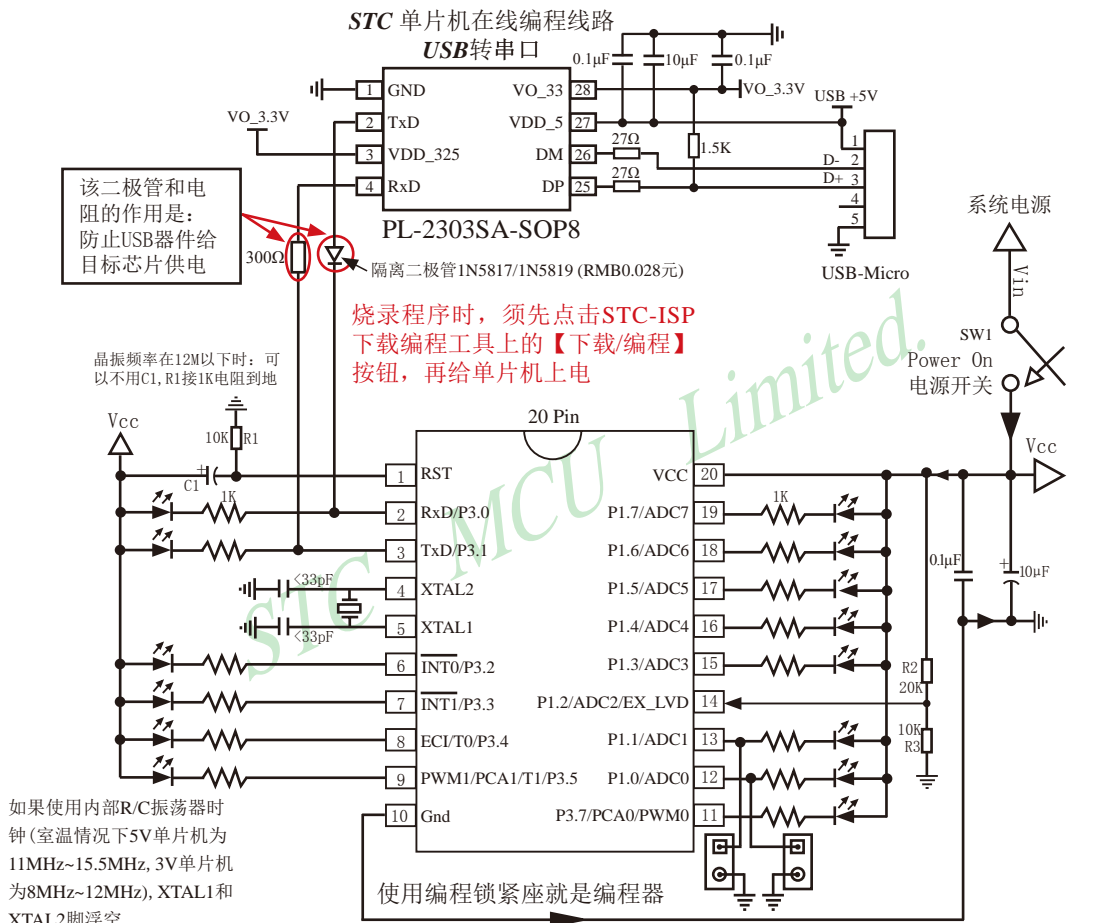 STC 单片机在线编程线路
USB转串口
0.1μF
10μF
0.1μF
1 GND
VO_33 28
VO_3.3V
USB +5V
VO_3.3V
2 TxD
VDD_5 27
3 VDD_325
DM 26
27Ω
1.5K
D- 2
1
4 RxD
DP 25
27Ω
D+ 3
4
5
PL-2303SA-SOP8
USB-Micro
该二极管和电
阻的作用是：
防止USB器件给
目标芯片供电
300Ω
隔离二极管1N5817/1N5819 (RMB0.028元)
系统电源
Vin
SW1
Power On
电源开关
烧录程序时，须先点击STC-ISP
下载编程工具上的【下载/编程】
按钮，再给单片机上电
晶振频率在12M以下时：可
以不用C1,R1接1K电阻到地
STC MCU Limited.
Vcc
10K R1
C1
+
1K
20 Pin
1 RST
2 RxD/P3.0
3 TxD/P3.1
4 XTAL2
5 XTAL1
6 INT0/P3.2
7 INT1/P3.3
8 ECI/T0/P3.4
9 PWM1/PCA1/T1/P3.5
10 Gnd
<33pF
<33pF
VCC 20
P1.7/ADC7 19
P1.6/ADC6 18
P1.5/ADC5 17
P1.4/ADC4 16
P1.3/ADC3 15
P1.2/ADC2/EX_LVD 14
P1.1/ADC1 13
P1.0/ADC0 12
P3.7/PCA0/PWM0 11
1K
Vcc
0.1μF
+
10μF
R2
20K
10K
R3
如果使用内部R/C振荡器时
钟(室温情况下5V单片机为
11MHz~15.5MHz, 3V单片机
为8MHz~12MHz), XTAL1和
XTAL2脚浮空
使用编程锁紧座就是编程器